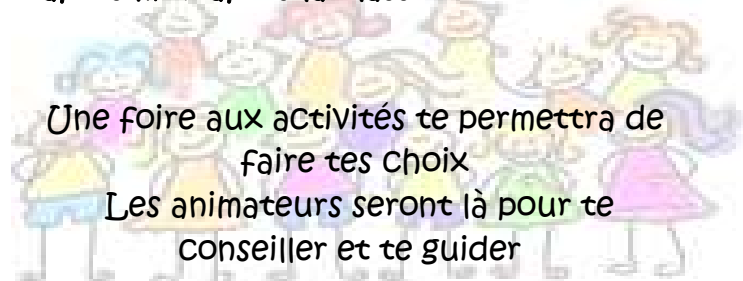 Une foire aux activités te permettra de
faire tes choix
Les animateurs seront là pour te
conseiller et te guider